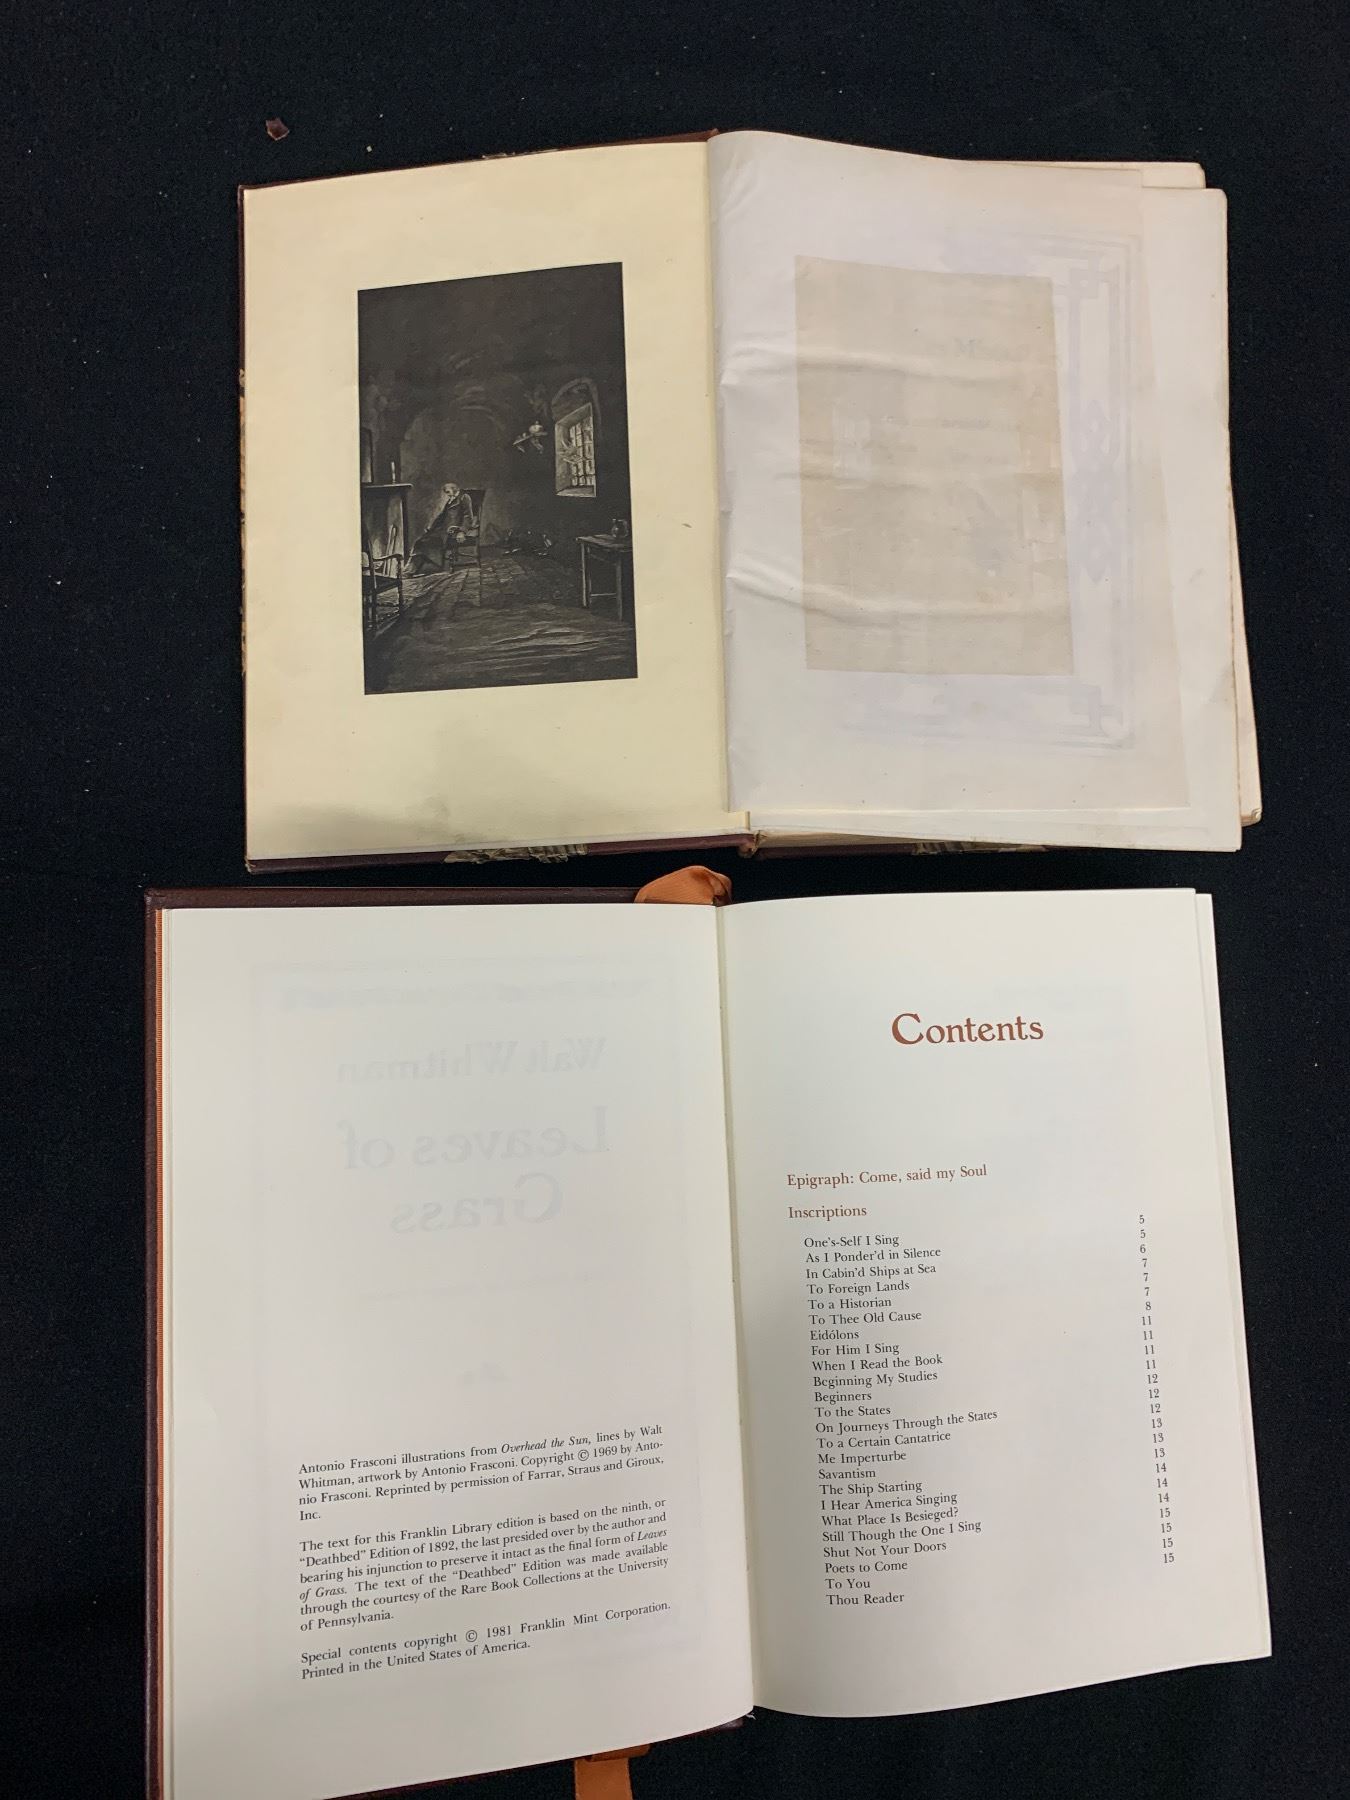 Walt Whitman
Leaves of
Grass
Antonio Frasconi illustrations from Overhead the Sun, lines by Walt
Whitman, artwork by Antonio Frasconi. Copyright © 1969 by Anto-
nio Frasconi. Reprinted by permission of Farrar, Straus and Giroux,
Inc.
The text for this Franklin Library edition is based on the ninth, or
"Deathbed" Edition of 1892, the last presided over by the author and
bearing his injunction to preserve it intact as the final form of Leaves
of Grass. The text of the "Deathbed" Edition was made available
through the courtesy of the Rare Book Collections at the University
of Pennsylvania.
Special contents copyright © 1981 Franklin Mint Corporation.
Printed in the United States of America.
Contents
Epigraph: Come, said my Soul
Inscriptions
One's-Self I Sing 5
As I Ponder'd in Silence 5
In Cabin'd Ships at Sea 6
To Foreign Lands 7
To a Historian 7
To Thee Old Cause 7
Eidólons 8
For Him I Sing 11
When I Read the Book 11
Beginning My Studies 11
Beginners 11
To the States 12
On Journeys Through the States 12
To a Certain Cantatrice 12
Me Imperturbe 13
Savantism 13
The Ship Starting 13
I Hear America Singing 14
What Place Is Besieged? 14
Still Though the One I Sing 14
Shut Not Your Doors 15
Poets to Come 15
To You 15
Thou Reader 15